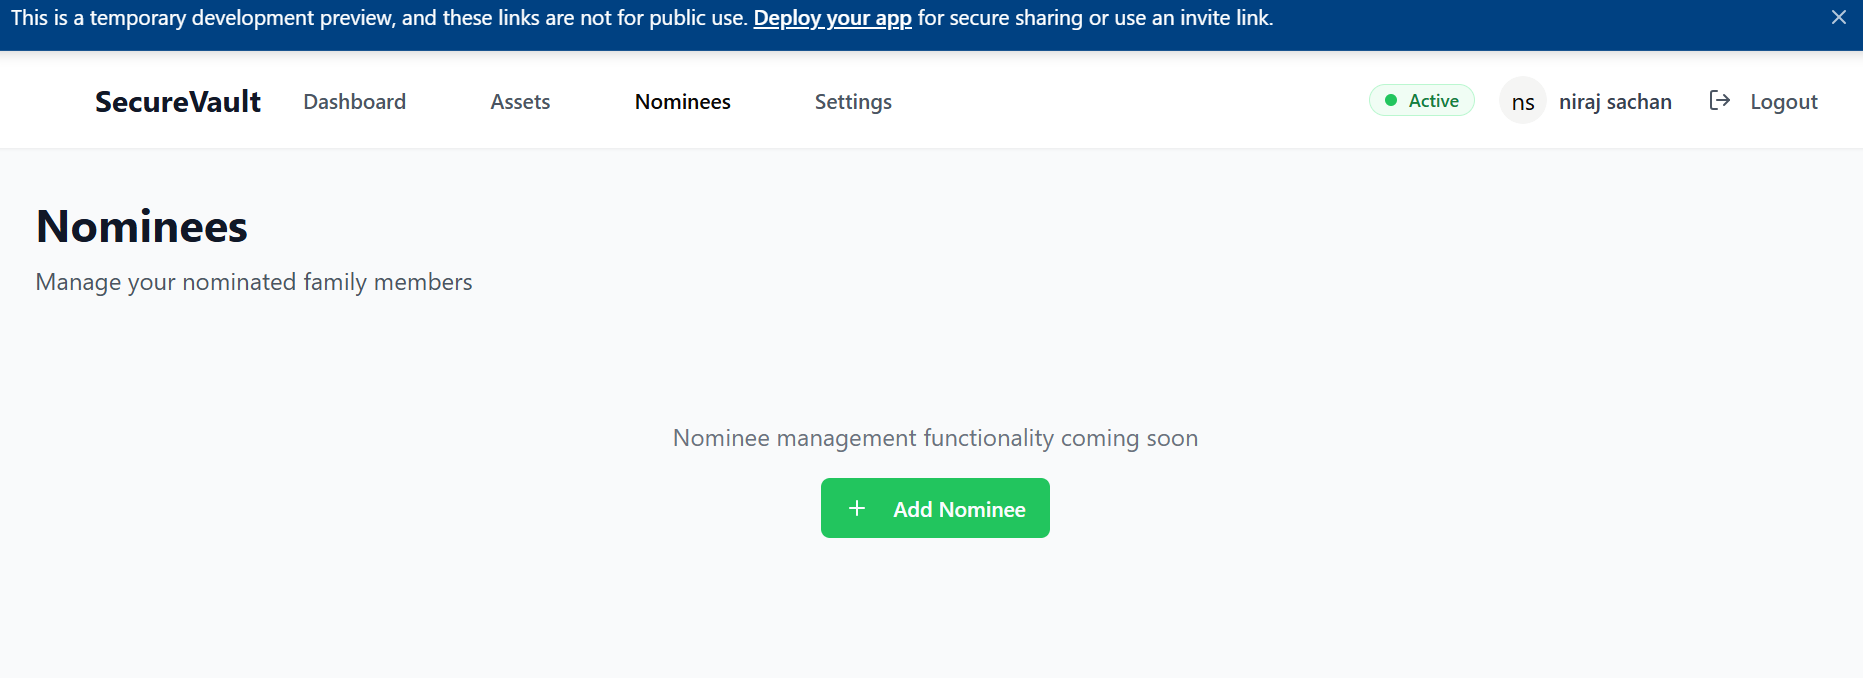 This is a temporary development preview, and these links are not for public use. Deploy your app for secure sharing or use an invite link.
SecureVault Dashboard Assets Nominees Settings Active ns niraj sachan Logout
Nominees
Manage your nominated family members
Nominee management functionality coming soon
+ Add Nominee